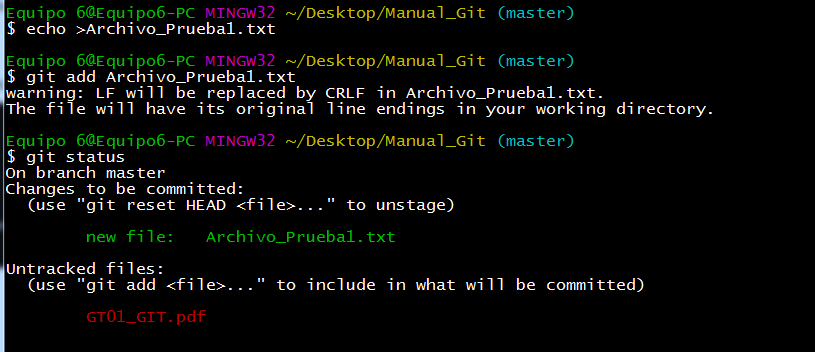 Equipo 6@Equipo6-PC MINGW32 ~/Desktop/Manual_Git (master)
$ echo >Archivo_Prueba1.txt
Equipo 6@Equipo6-PC MINGW32 ~/Desktop/Manual_Git (master)
$ git add Archivo_Prueba1.txt
warning: LF will be replaced by CRLF in Archivo_Prueba1.txt.
The file will have its original line endings in your working directory.
Equipo 6@Equipo6-PC MINGW32 ~/Desktop/Manual_Git (master)
$ git status
On branch master
Changes to be committed:
  (use "git reset HEAD <file>..." to unstage)
        new file:   Archivo_Prueba1.txt
Untracked files:
  (use "git add <file>..." to include in what will be committed)
        GT01_GIT.pdf